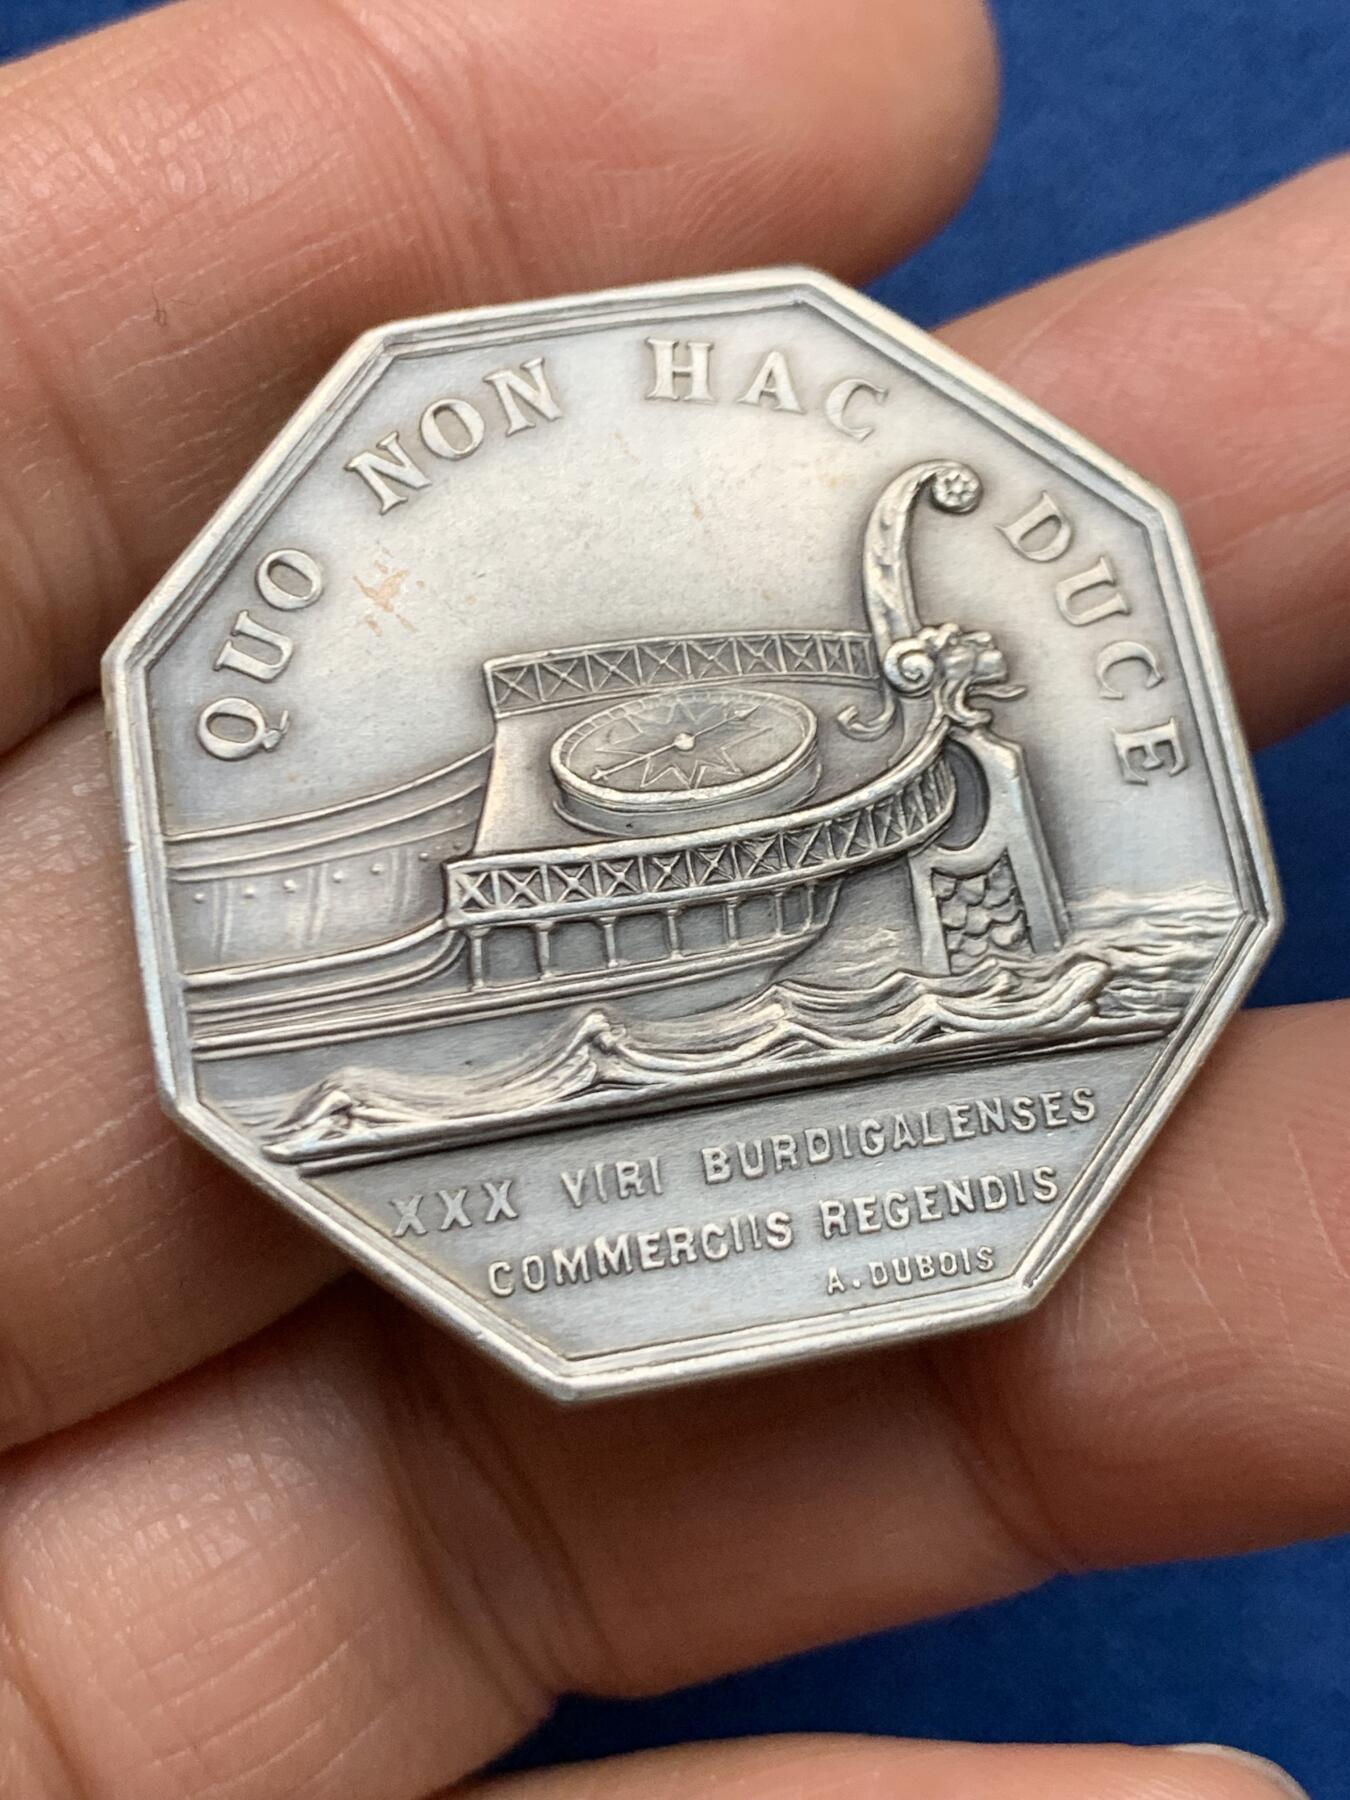 QUO NON HAC DUCE
XXX VIRI BURDIGALENSES
COMMERCIIS REGENDIS
A. DUBOIS